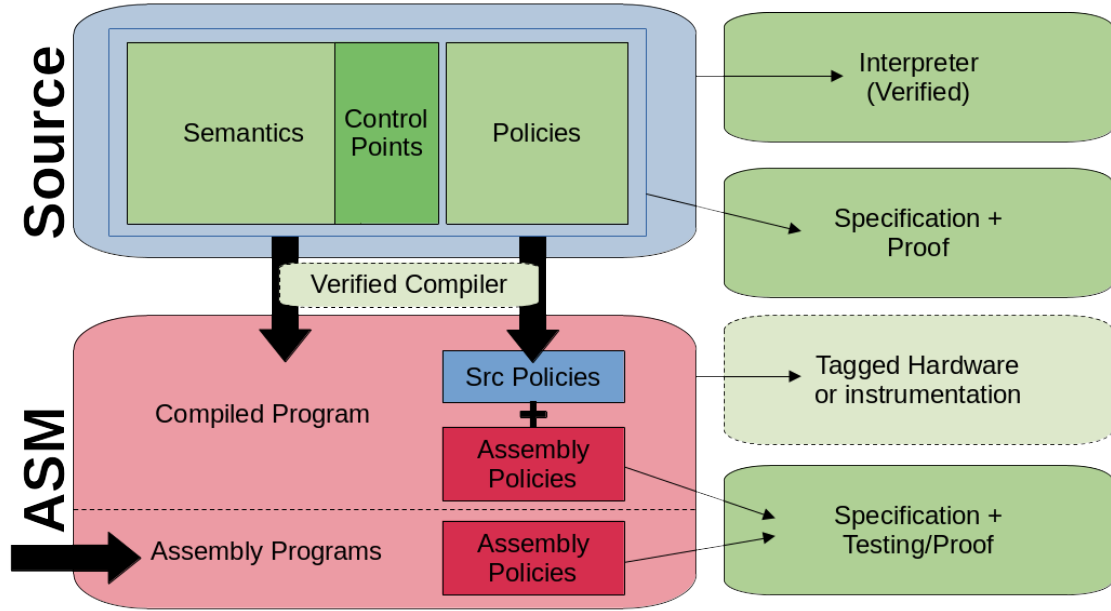 Source
Semantics
Control
Points
Policies
Interpreter
(Verified)
Specification +
Proof
Verified Compiler
ASM
Compiled Program
Src Policies
+
Assembly
Policies
Tagged Hardware
or instrumentation
Assembly Programs
Assembly
Policies
Specification +
Testing/Proof